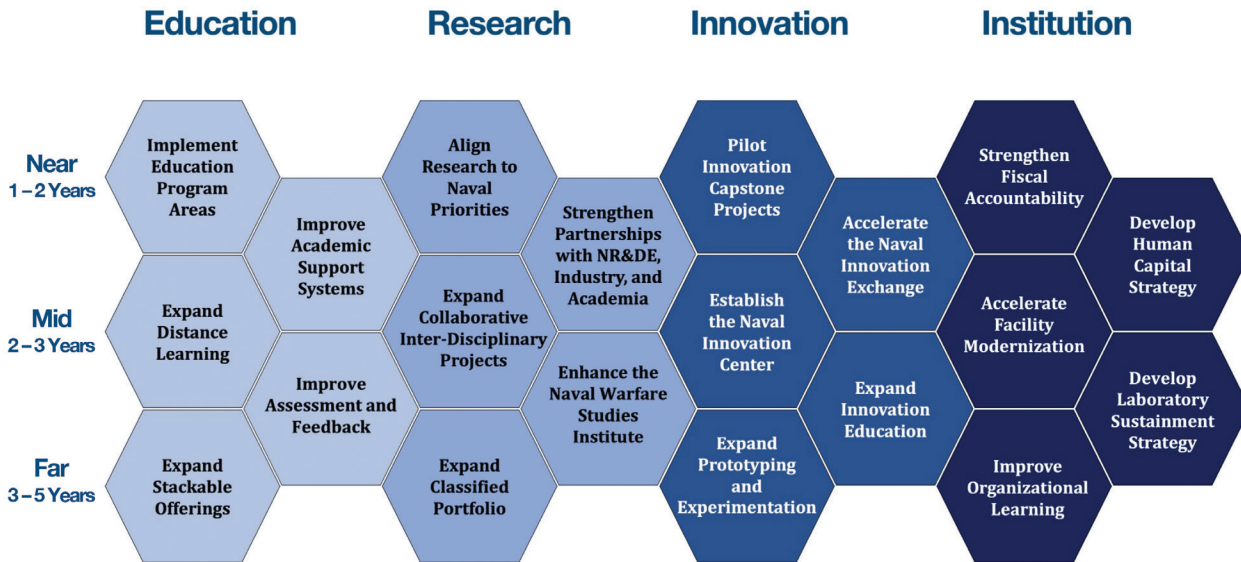 Education
Research
Innovation
Institution
Near
1 – 2 Years
Implement
Education
Program
Areas
Align
Research to
Naval
Priorities
Pilot
Innovation
Capstone
Projects
Strengthen
Fiscal
Accountability
Improve
Academic
Support
Systems
Strengthen
Partnerships
with NR&DE,
Industry, and
Academia
Accelerate
the Naval
Innovation
Exchange
Develop
Human
Capital
Strategy
Mid
2 – 3 Years
Expand
Distance
Learning
Expand
Collaborative
Inter-Disciplinary
Projects
Establish
the Naval
Innovation
Center
Accelerate
Facility
Modernization
Improve
Assessment and
Feedback
Enhance the
Naval Warfare
Studies
Institute
Expand
Innovation
Education
Develop
Laboratory
Sustainment
Strategy
Far
3 – 5 Years
Expand
Stackable
Offerings
Expand
Classified
Portfolio
Expand
Prototyping
and
Experimentation
Improve
Organizational
Learning